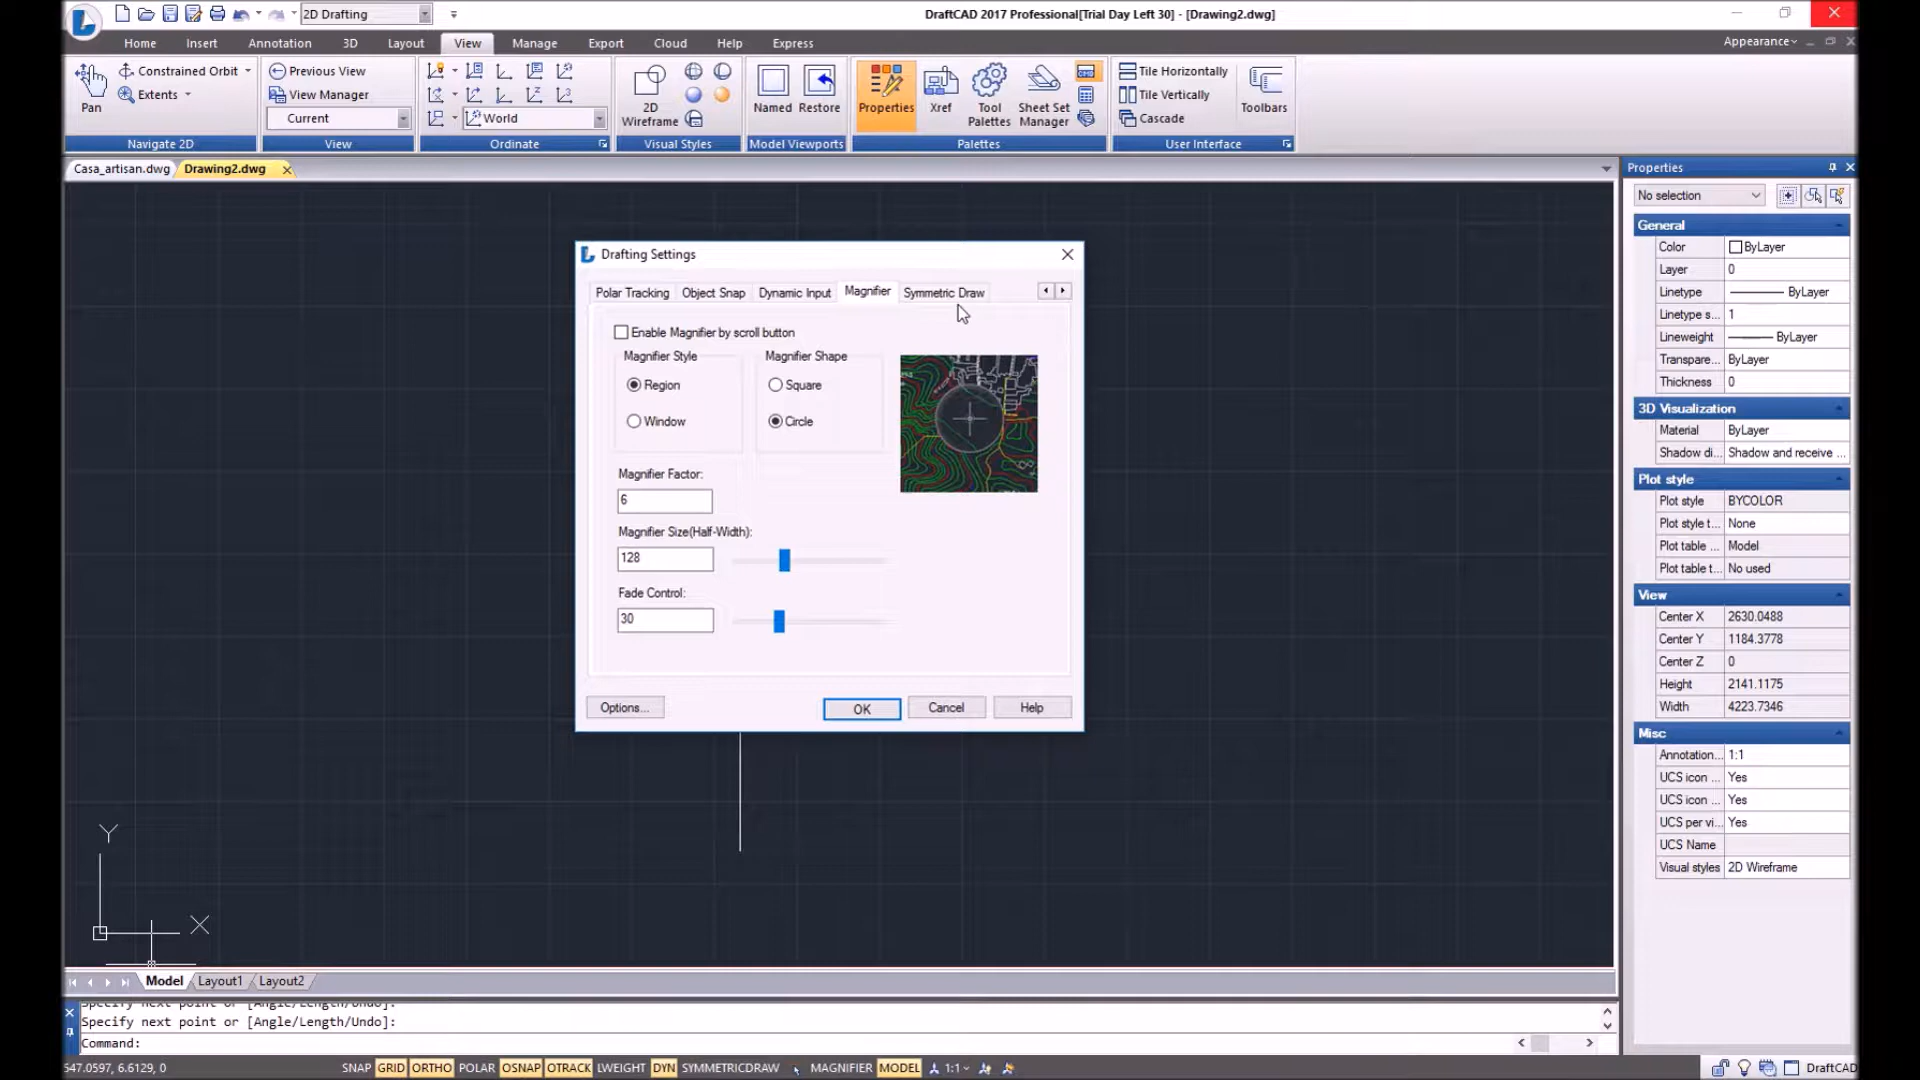 2D Drafting
DraftCAD 2017 Professional[Trial Day Left 30] - [Drawing2.dwg]
Home Insert Annotation 3D Layout View Manage Export Cloud Help Express
Appearance
Pan
Constrained Orbit
Extents
Navigate 2D
Previous View
View Manager
Current
View
World
Ordinate
2D
Wireframe
Visual Styles
Named Restore
Model Viewports
Properties
Xref
Tool
Palettes
Sheet Set
Manager
CMD
Palettes
Tile Horizontally
Tile Vertically
Cascade
Toolbars
User Interface
Casa_artisan.dwg Drawing2.dwg
Drafting Settings
Polar Tracking Object Snap Dynamic Input Magnifier Symmetric Draw
Enable Magnifier by scroll button
Magnifier Style Magnifier Shape
Region Square
Window Circle
Magnifier Factor:
6
Magnifier Size(Half-Width):
128
Fade Control:
30
Options... OK Cancel Help
Y
X
Properties
No selection
General
Color ByLayer
Layer 0
Linetype ByLayer
Linetype s... 1
Lineweight ByLayer
Transpare... ByLayer
Thickness 0
3D Visualization
Material ByLayer
Shadow di... Shadow and receive ...
Plot style
Plot style BYCOLOR
Plot style t... None
Plot table ... Model
Plot table t... No used
View
Center X 2630.0488
Center Y 1184.3778
Center Z 0
Height 2141.1175
Width 4223.7346
Misc
Annotation... 1:1
UCS icon ... Yes
UCS icon ... Yes
UCS per vi... Yes
UCS Name
Visual styles 2D Wireframe
Model Layout1 Layout2
Specify next point or [Angle/Length/Undo]:
Specify next point or [Angle/Length/Undo]:
Command:
547.0597, 6.6129, 0 SNAP GRID ORTHO POLAR OSNAP OTRACK LWEIGHT DYN SYMMETRICDRAW MAGNIFIER MODEL 1:1 DraftCAD